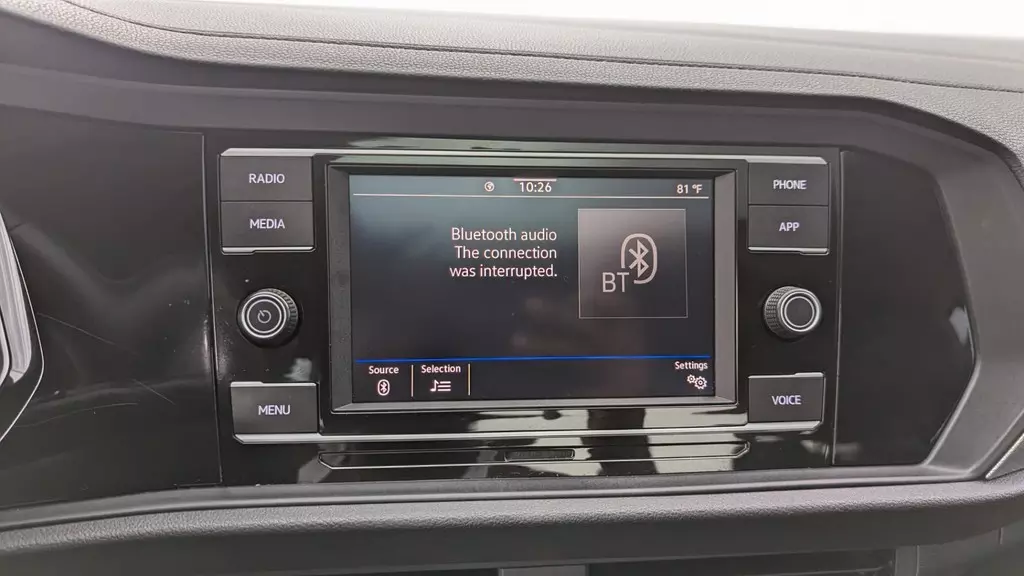 RADIO
MEDIA
MENU
10:26
81 °F
Bluetooth audio
The connection
was interrupted.
BT
Source
Selection
Settings
PHONE
APP
VOICE